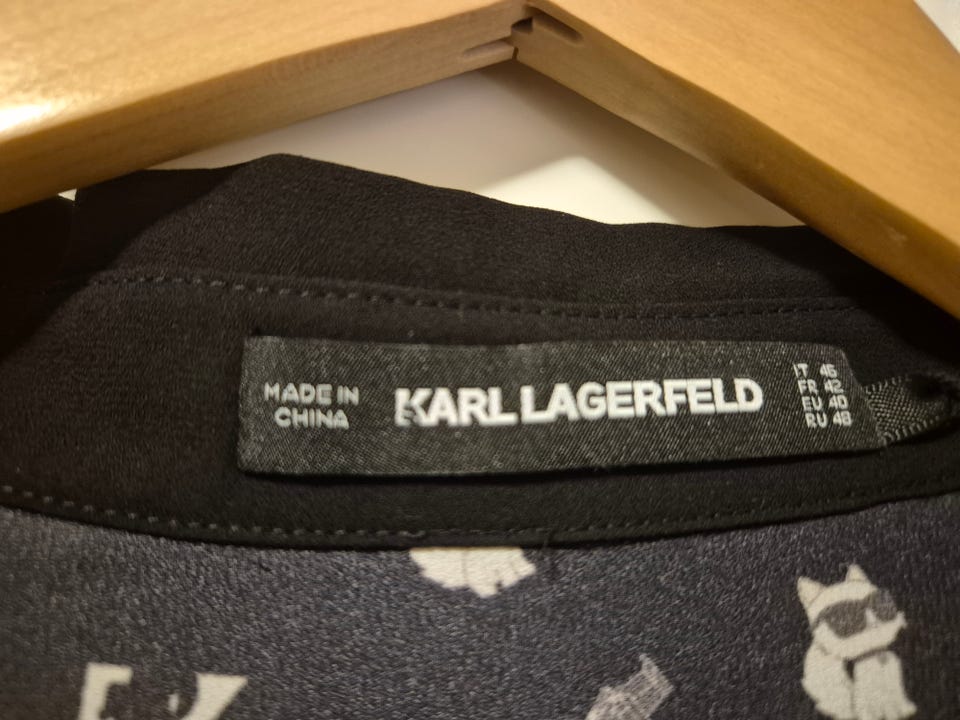 MADE IN
CHINA
KARL LAGERFELD
IT 46
FR 42
EU 40
RU 48